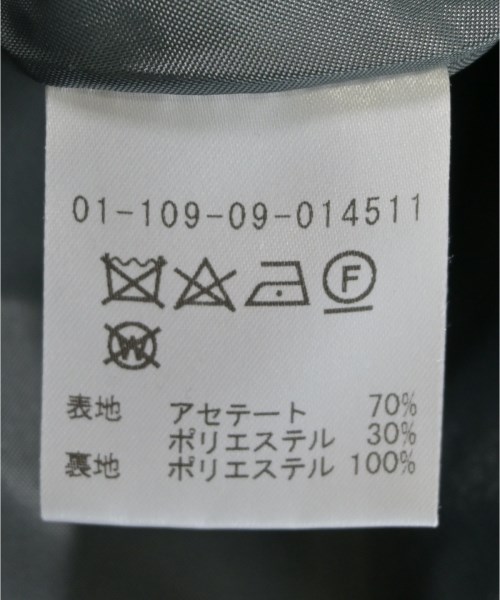 01-109-09-014511
F
W
表地 アセテート 70%
ポリエステル 30%
裏地 ポリエステル 100%